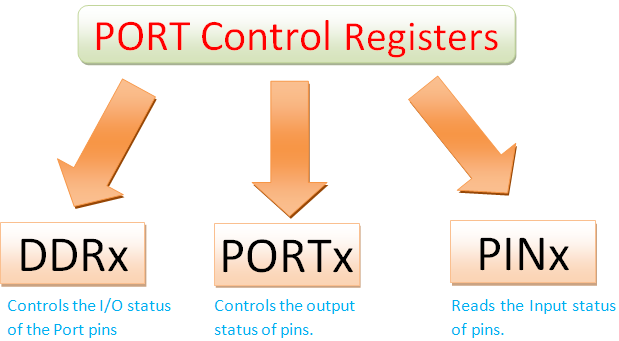 PORT Control Registers
DDRx
PORTx
PINx
Controls the I/O status
of the Port pins
Controls the output
status of pins.
Reads the Input status
of pins.